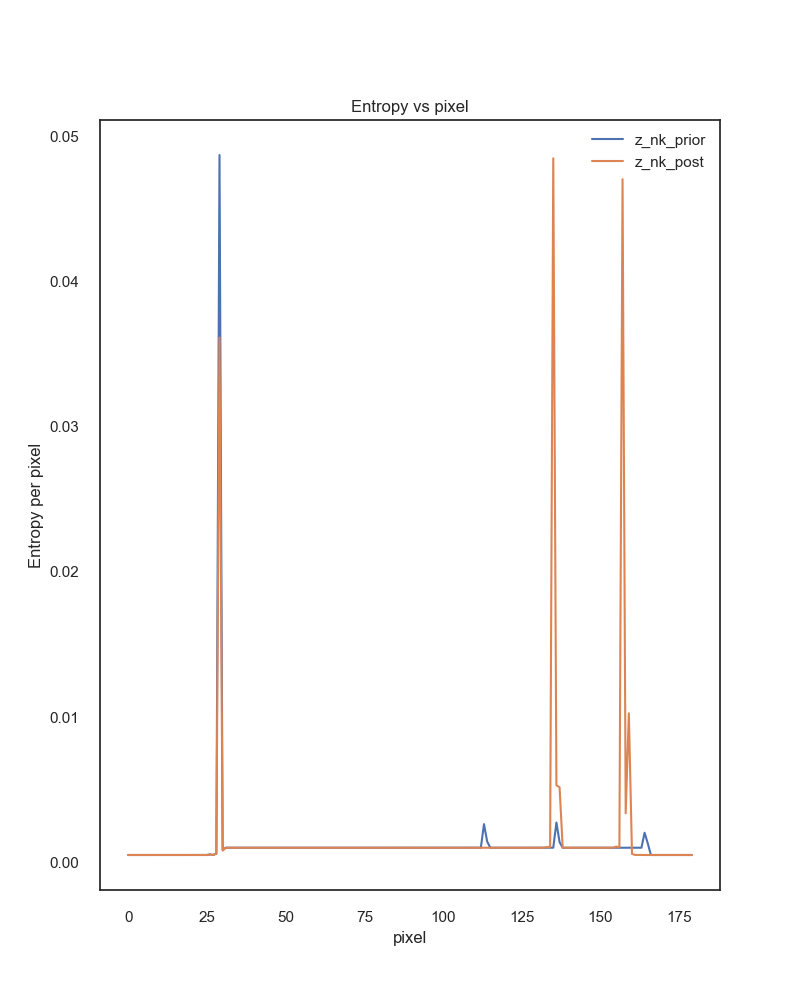 Entropy vs pixel
z_nk_prior
z_nk_post
Entropy per pixel
0.05
0.04
0.03
0.02
0.01
0.00
0 25 50 75 100 125 150 175
pixel